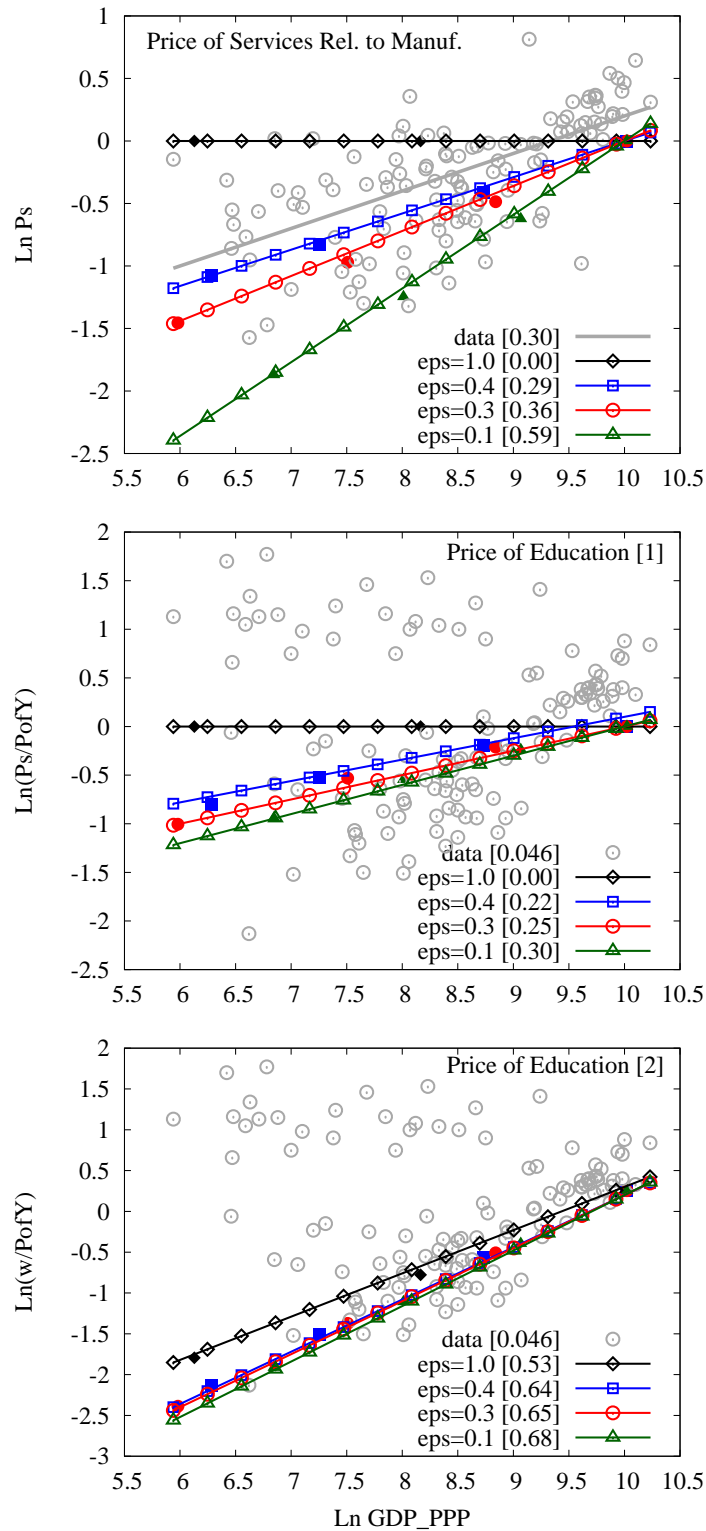 Price of Services Rel. to Manuf.
Ln Ps
1
0.5
0
-0.5
-1
-1.5
-2
-2.5
data [0.30]
eps=1.0 [0.00]
eps=0.4 [0.29]
eps=0.3 [0.36]
eps=0.1 [0.59]
5.5 6 6.5 7 7.5 8 8.5 9 9.5 10 10.5
Price of Education [1]
Ln(Ps/PofY)
2
1.5
1
0.5
0
-0.5
-1
-1.5
-2
-2.5
data [0.046]
eps=1.0 [0.00]
eps=0.4 [0.22]
eps=0.3 [0.25]
eps=0.1 [0.30]
5.5 6 6.5 7 7.5 8 8.5 9 9.5 10 10.5
Price of Education [2]
Ln(w/PofY)
2
1.5
1
0.5
0
-0.5
-1
-1.5
-2
-2.5
-3
data [0.046]
eps=1.0 [0.53]
eps=0.4 [0.64]
eps=0.3 [0.65]
eps=0.1 [0.68]
5.5 6 6.5 7 7.5 8 8.5 9 9.5 10 10.5
Ln GDP_PPP